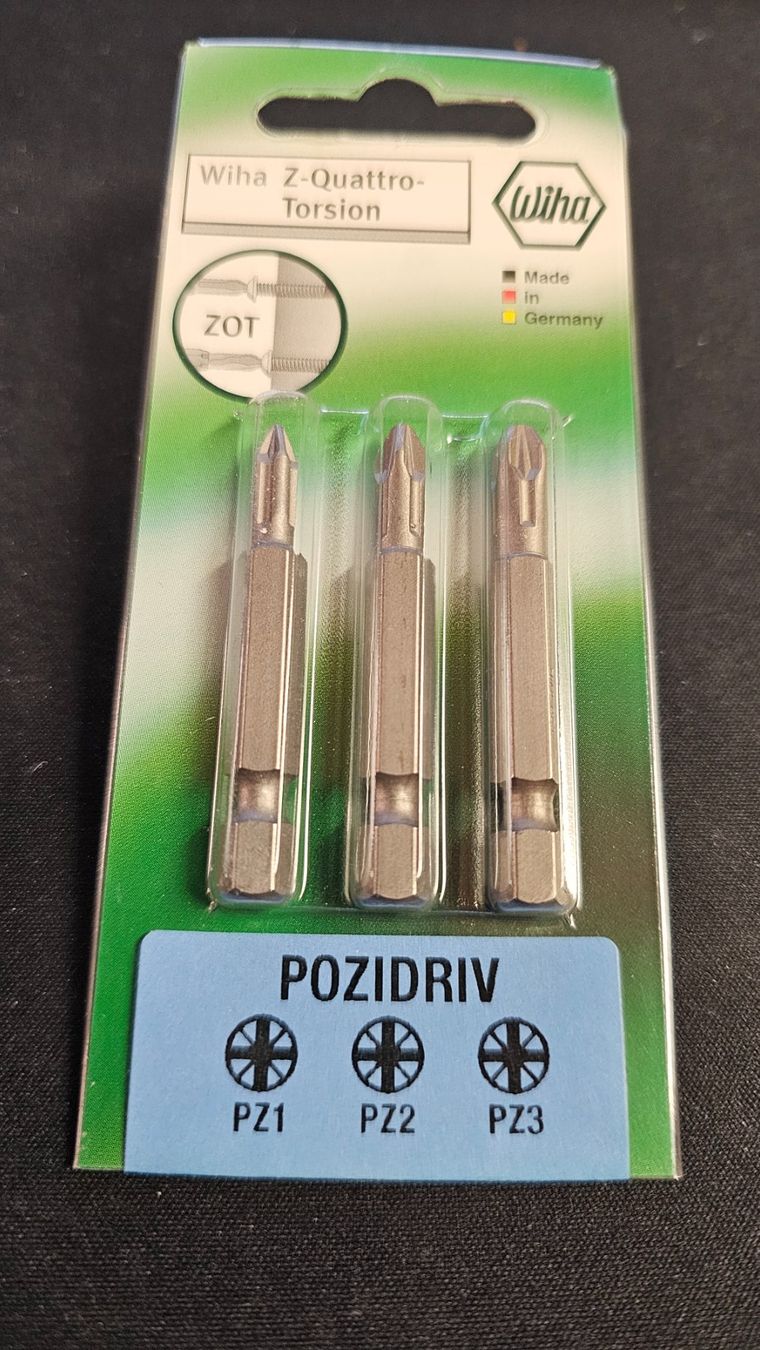 Wiha Z-Quattro-
Torsion
Wiha
Made
in
Germany
ZOT
POZIDRIV
PZ1 PZ2 PZ3